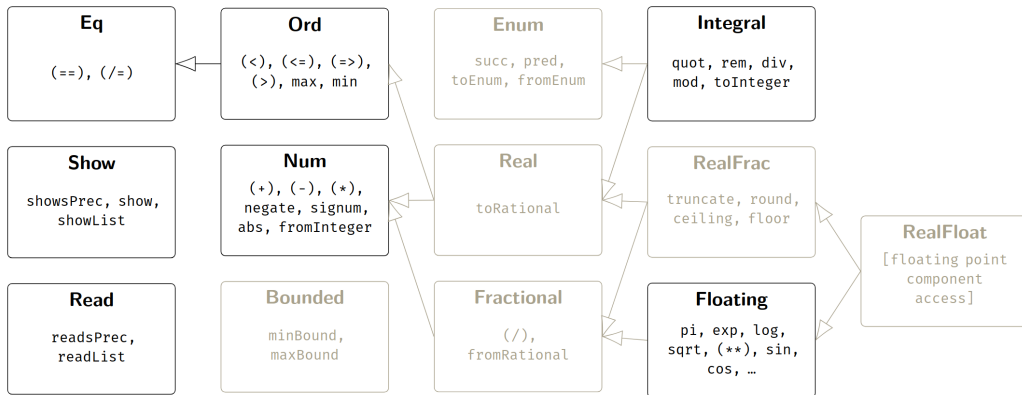 Eq
(==), (/=)
Ord
(<), (<=), (=>),
(>), max, min
Enum
succ, pred,
toEnum, fromEnum
Integral
quot, rem, div,
mod, toInteger
Show
showsPrec, show,
showList
Num
(+), (-), (*),
negate, signum,
abs, fromInteger
Real
toRational
RealFrac
truncate, round,
ceiling, floor
RealFloat
[floating point
component
access]
Read
readsPrec,
readList
Bounded
minBound,
maxBound
Fractional
(/),
fromRational
Floating
pi, exp, log,
sqrt, (**), sin,
cos, …